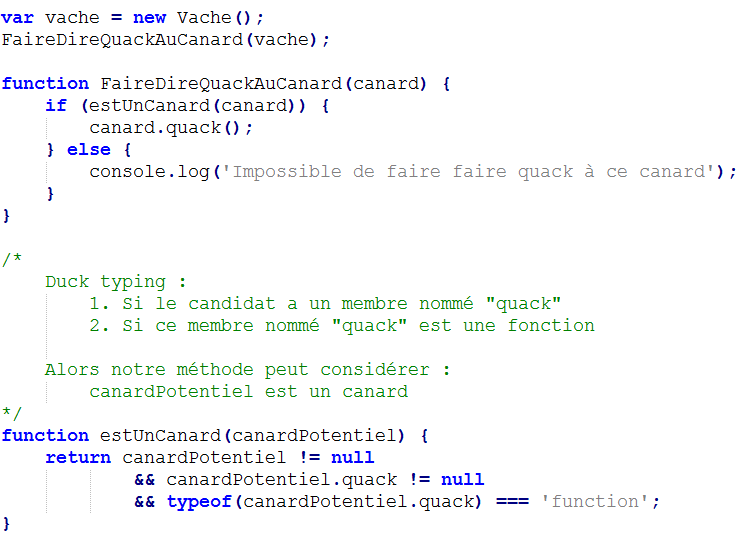 var vache = new Vache();
FaireDireQuackAuCanard(vache);

function FaireDireQuackAuCanard(canard) {
    if (estUnCanard(canard)) {
        canard.quack();
    } else {
        console.log('Impossible de faire faire quack à ce canard');
    }
}

/*
    Duck typing :
        1. Si le candidat a un membre nommé "quack"
        2. Si ce membre nommé "quack" est une fonction

    Alors notre méthode peut considérer :
        canardPotentiel est un canard
*/
function estUnCanard(canardPotentiel) {
    return canardPotentiel != null
            && canardPotentiel.quack != null
            && typeof(canardPotentiel.quack) === 'function';
}